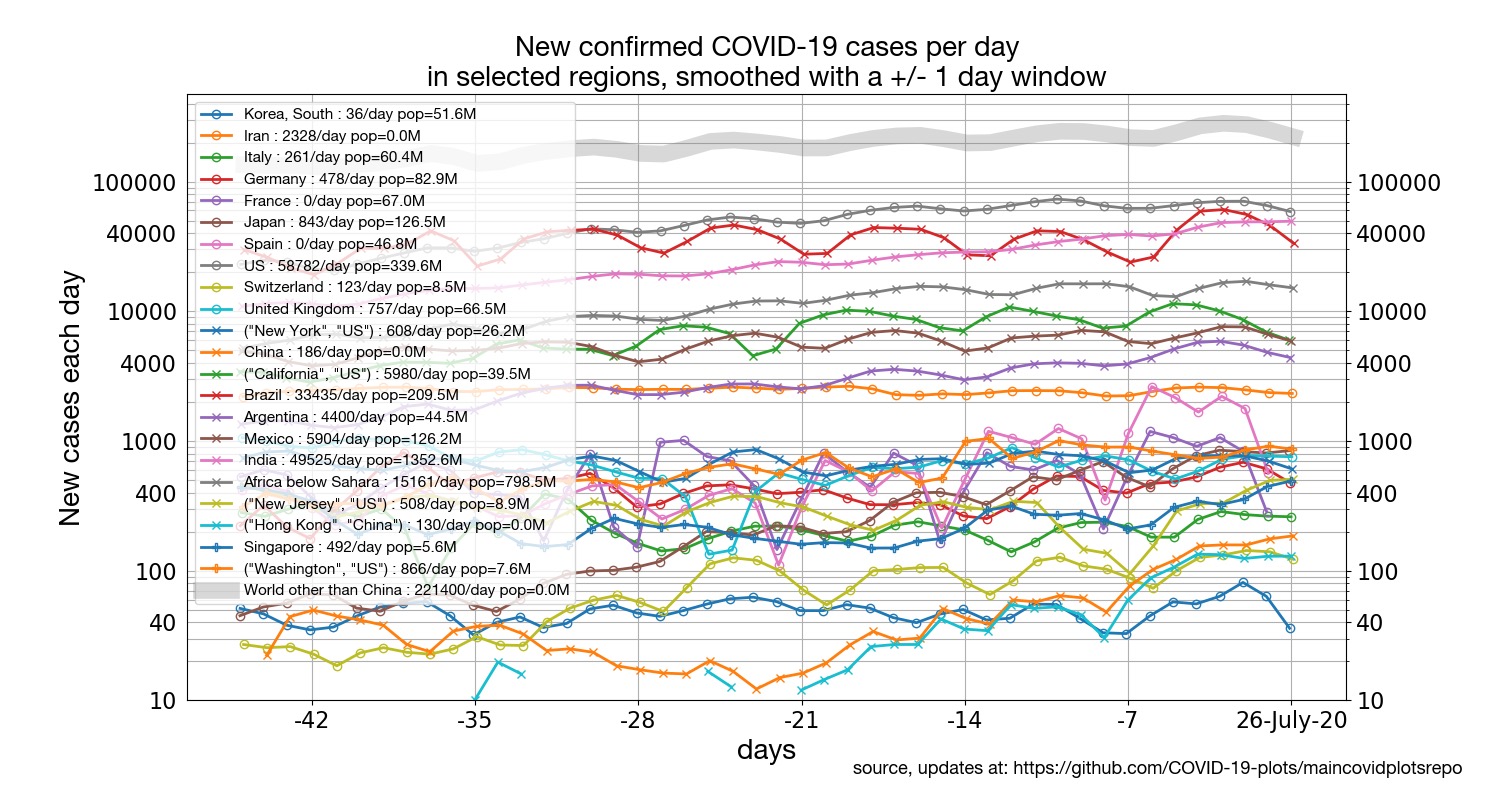 New confirmed COVID-19 cases per day
in selected regions, smoothed with a +/- 1 day window
New cases each day
100000
40000
10000
4000
1000
400
100
40
10
Korea, South : 36/day pop=51.6M
Iran : 2328/day pop=0.0M
Italy : 261/day pop=60.4M
Germany : 478/day pop=82.9M
France : 0/day pop=67.0M
Japan : 843/day pop=126.5M
Spain : 0/day pop=46.8M
US : 58782/day pop=339.6M
Switzerland : 123/day pop=8.5M
United Kingdom : 757/day pop=66.5M
("New York", "US") : 608/day pop=26.2M
China : 186/day pop=0.0M
("California", "US") : 5980/day pop=39.5M
Brazil : 33435/day pop=209.5M
Argentina : 4400/day pop=44.5M
Mexico : 5904/day pop=126.2M
India : 49525/day pop=1352.6M
Africa below Sahara : 15161/day pop=798.5M
("New Jersey", "US") : 508/day pop=8.9M
("Hong Kong", "China") : 130/day pop=0.0M
Singapore : 492/day pop=5.6M
("Washington", "US") : 866/day pop=7.6M
World other than China : 221400/day pop=0.0M
100000
40000
10000
4000
1000
400
100
40
10
-42 -35 -28 -21 -14 -7 26-July-20
days
source, updates at: https://github.com/COVID-19-plots/maincovidplotsrepo